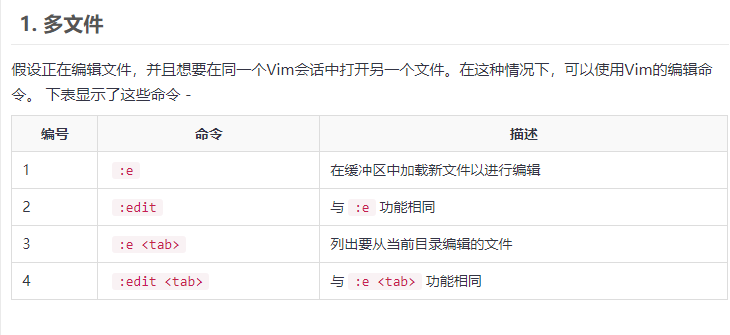 1. 多文件
假设正在编辑文件，并且想要在同一个Vim会话中打开另一个文件。在这种情况下，可以使用Vim的编辑命
令。 下表显示了这些命令 -
编号 命令 描述
1 :e 在缓冲区中加载新文件以进行编辑
2 :edit 与 :e 功能相同
3 :e <tab> 列出要从当前目录编辑的文件
4 :edit <tab> 与 :e <tab> 功能相同